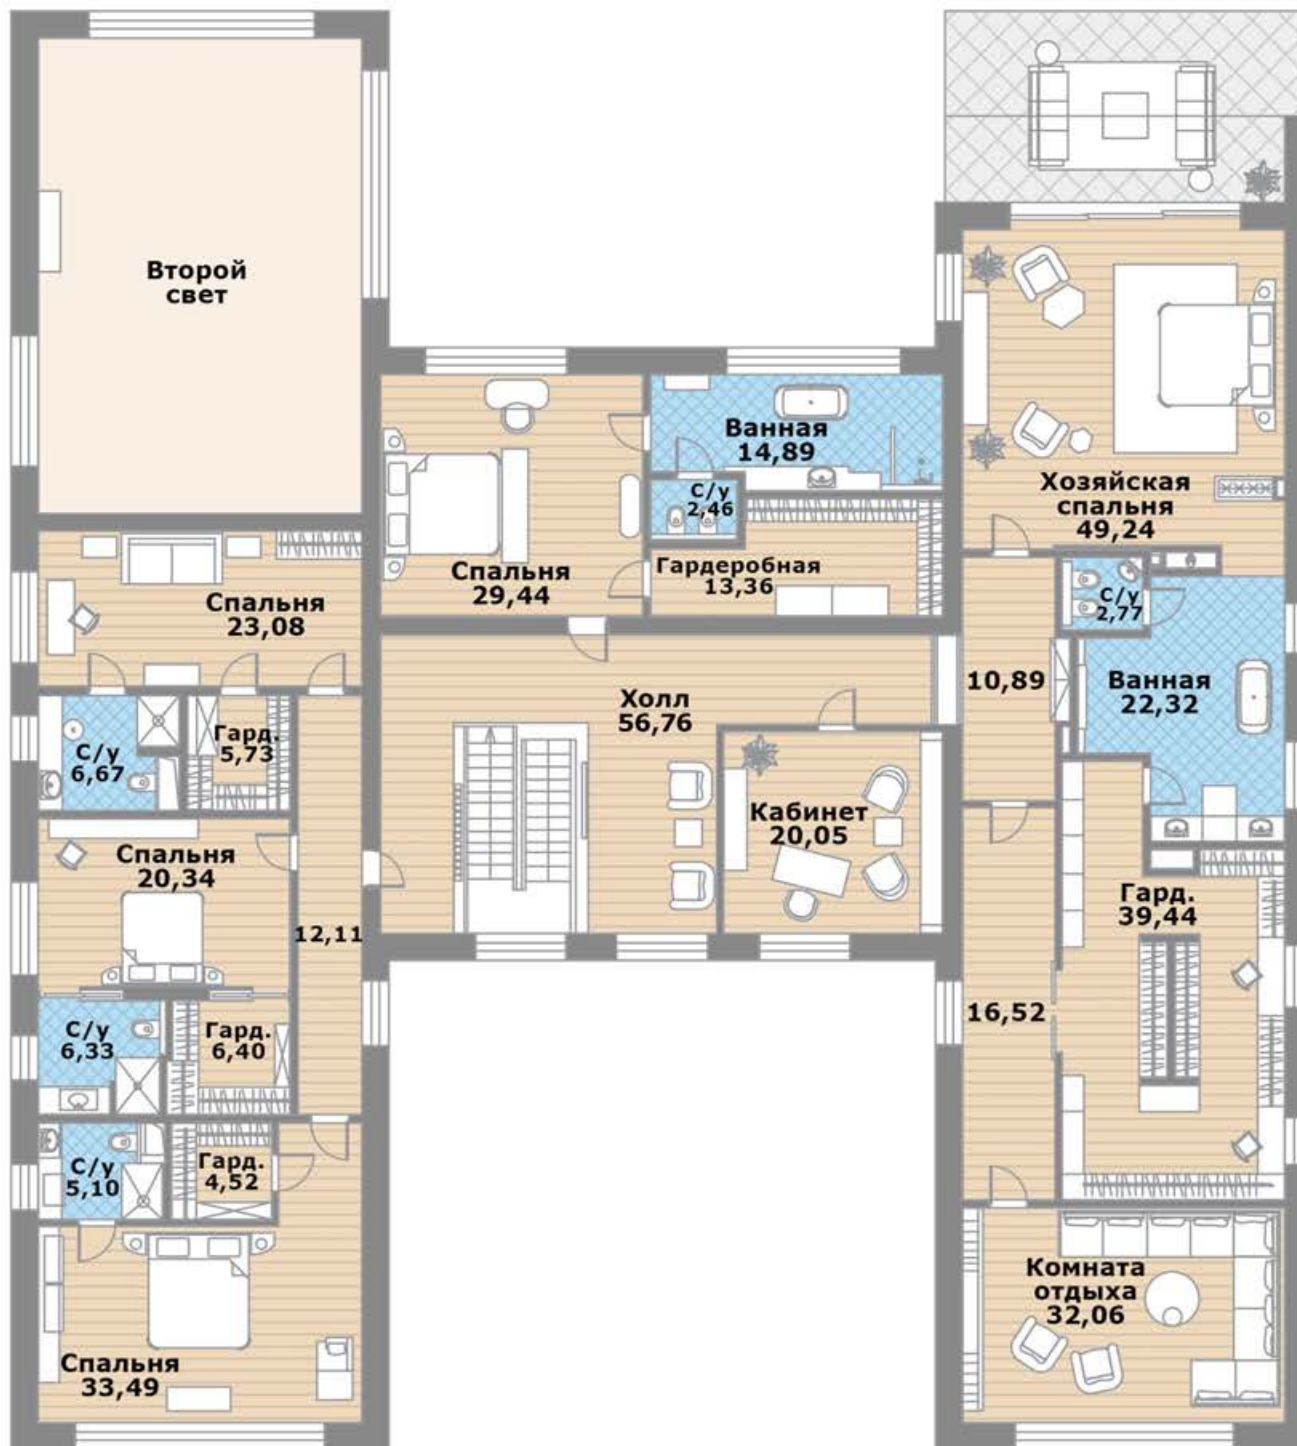 Второй
свет
Ванная
14,89
С/у
2,46
Хозяйская
спальня
49,24
Спальня
29,44
Гардеробная
13,36
Спальня
23,08
С/у
2,77
Холл
56,76
10,89
Ванная
22,32
Гард.
5,73
С/у
6,67
Кабинет
20,05
Спальня
20,34
Гард.
39,44
12,11
16,52
С/у
6,33
Гард.
6,40
С/у
5,10
Гард.
4,52
Комната
отдыха
32,06
Спальня
33,49